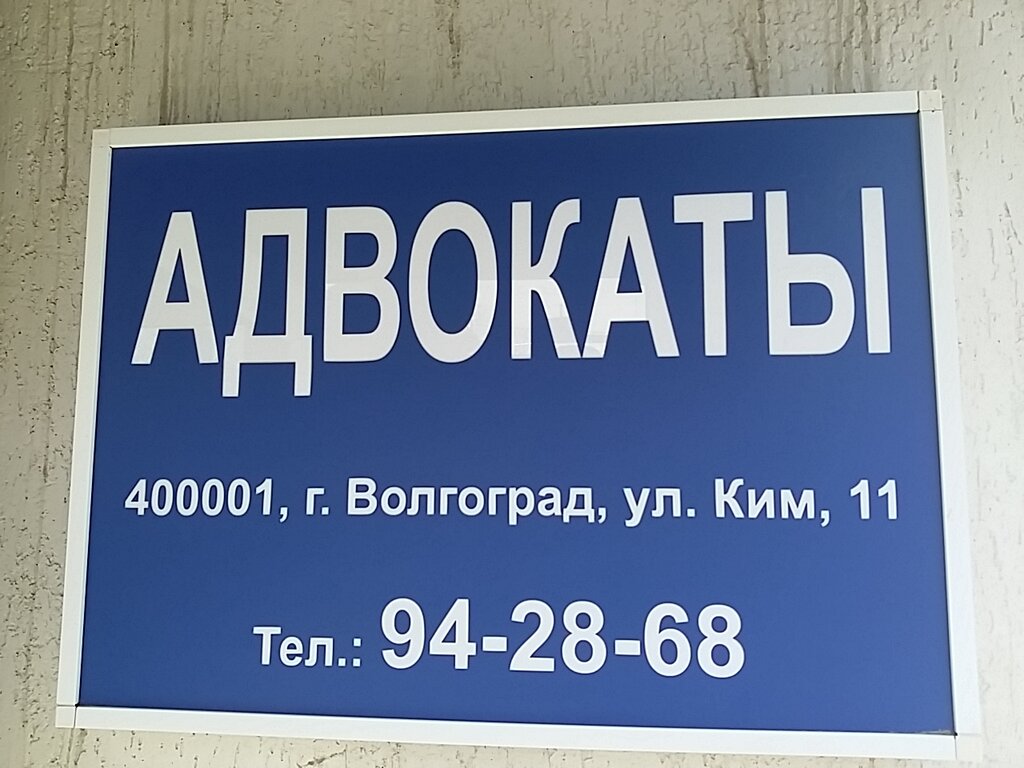 АДВОКАТЫ
400001, г. Волгоград, ул. Ким, 11
Тел.: 94-28-68